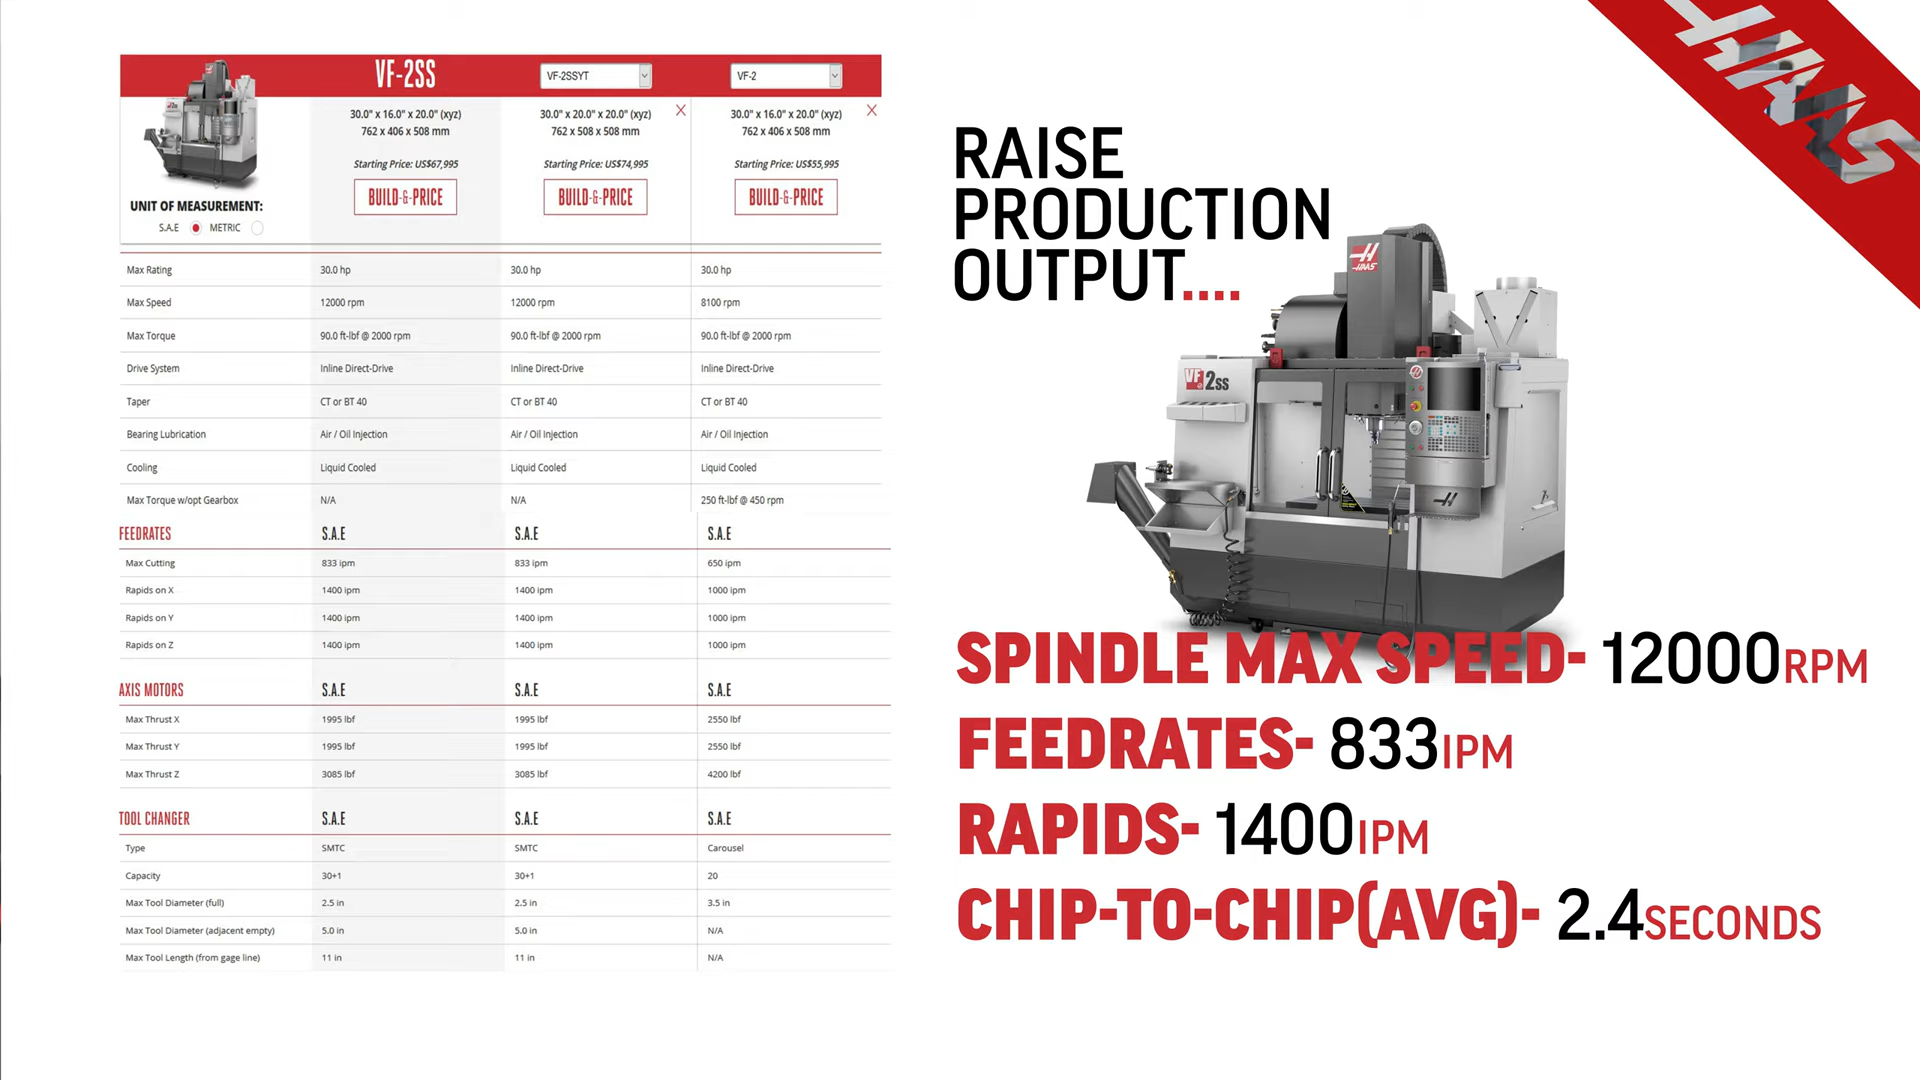 VF-2SS VF-2SSYT VF-2
30.0" x 16.0" x 20.0" (xyz) 30.0" x 20.0" x 20.0" (xyz) X 30.0" x 16.0" x 20.0" (xyz) X
762 x 406 x 508 mm 762 x 508 x 508 mm 762 x 406 x 508 mm
Starting Price: US$67,995 Starting Price: US$74,995 Starting Price: US$55,995
BUILD-&-PRICE BUILD-&-PRICE BUILD-&-PRICE
UNIT OF MEASUREMENT:
S.A.E METRIC
Max Rating 30.0 hp 30.0 hp 30.0 hp
Max Speed 12000 rpm 12000 rpm 8100 rpm
Max Torque 90.0 ft-lbf @ 2000 rpm 90.0 ft-lbf @ 2000 rpm 90.0 ft-lbf @ 2000 rpm
Drive System Inline Direct-Drive Inline Direct-Drive Inline Direct-Drive
Taper CT or BT 40 CT or BT 40 CT or BT 40
Bearing Lubrication Air / Oil Injection Air / Oil Injection Air / Oil Injection
Cooling Liquid Cooled Liquid Cooled Liquid Cooled
Max Torque w/opt Gearbox N/A N/A 250 ft-lbf @ 450 rpm
FEEDRATES S.A.E S.A.E S.A.E
Max Cutting 833 ipm 833 ipm 650 ipm
Rapids on X 1400 ipm 1400 ipm 1000 ipm
Rapids on Y 1400 ipm 1400 ipm 1000 ipm
Rapids on Z 1400 ipm 1400 ipm 1000 ipm
AXIS MOTORS S.A.E S.A.E S.A.E
Max Thrust X 1995 lbf 1995 lbf 2550 lbf
Max Thrust Y 1995 lbf 1995 lbf 2550 lbf
Max Thrust Z 3085 lbf 3085 lbf 4200 lbf
TOOL CHANGER S.A.E S.A.E S.A.E
Type SMTC SMTC Carousel
Capacity 30+1 30+1 20
Max Tool Diameter (full) 2.5 in 2.5 in 3.5 in
Max Tool Diameter (adjacent empty) 5.0 in 5.0 in N/A
Max Tool Length (from gage line) 11 in 11 in N/A
HAAS
RAISE
PRODUCTION
OUTPUT....
HAAS
VF 2SS
SPINDLE MAX SPEED- 12000RPM
FEEDRATES- 833IPM
RAPIDS- 1400IPM
CHIP-TO-CHIP(AVG)- 2.4SECONDS